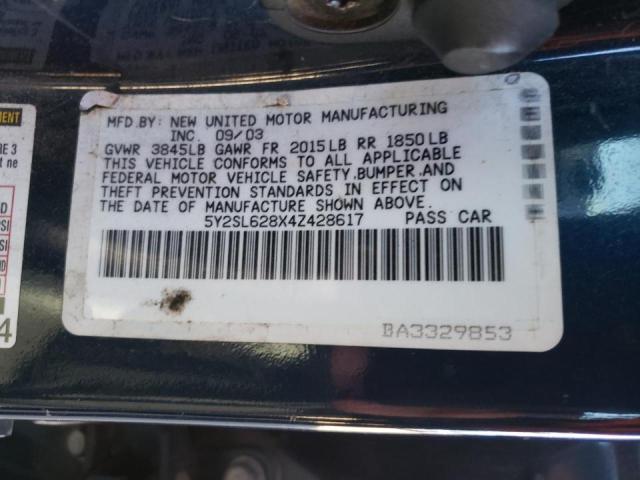 MFD.BY: NEW UNITED MOTOR MANUFACTURING
INC. 09/03
GVWR 3845LB GAWR FR 2015LB RR 1850LB
THIS VEHICLE CONFORMS TO ALL APPLICABLE
FEDERAL MOTOR VEHICLE SAFETY,BUMPER,AND
THEFT PREVENTION STANDARDS IN EFFECT ON
THE DATE OF MANUFACTURE SHOWN ABOVE.
5Y2SL628X4Z428617 PASS CAR
BA3329853